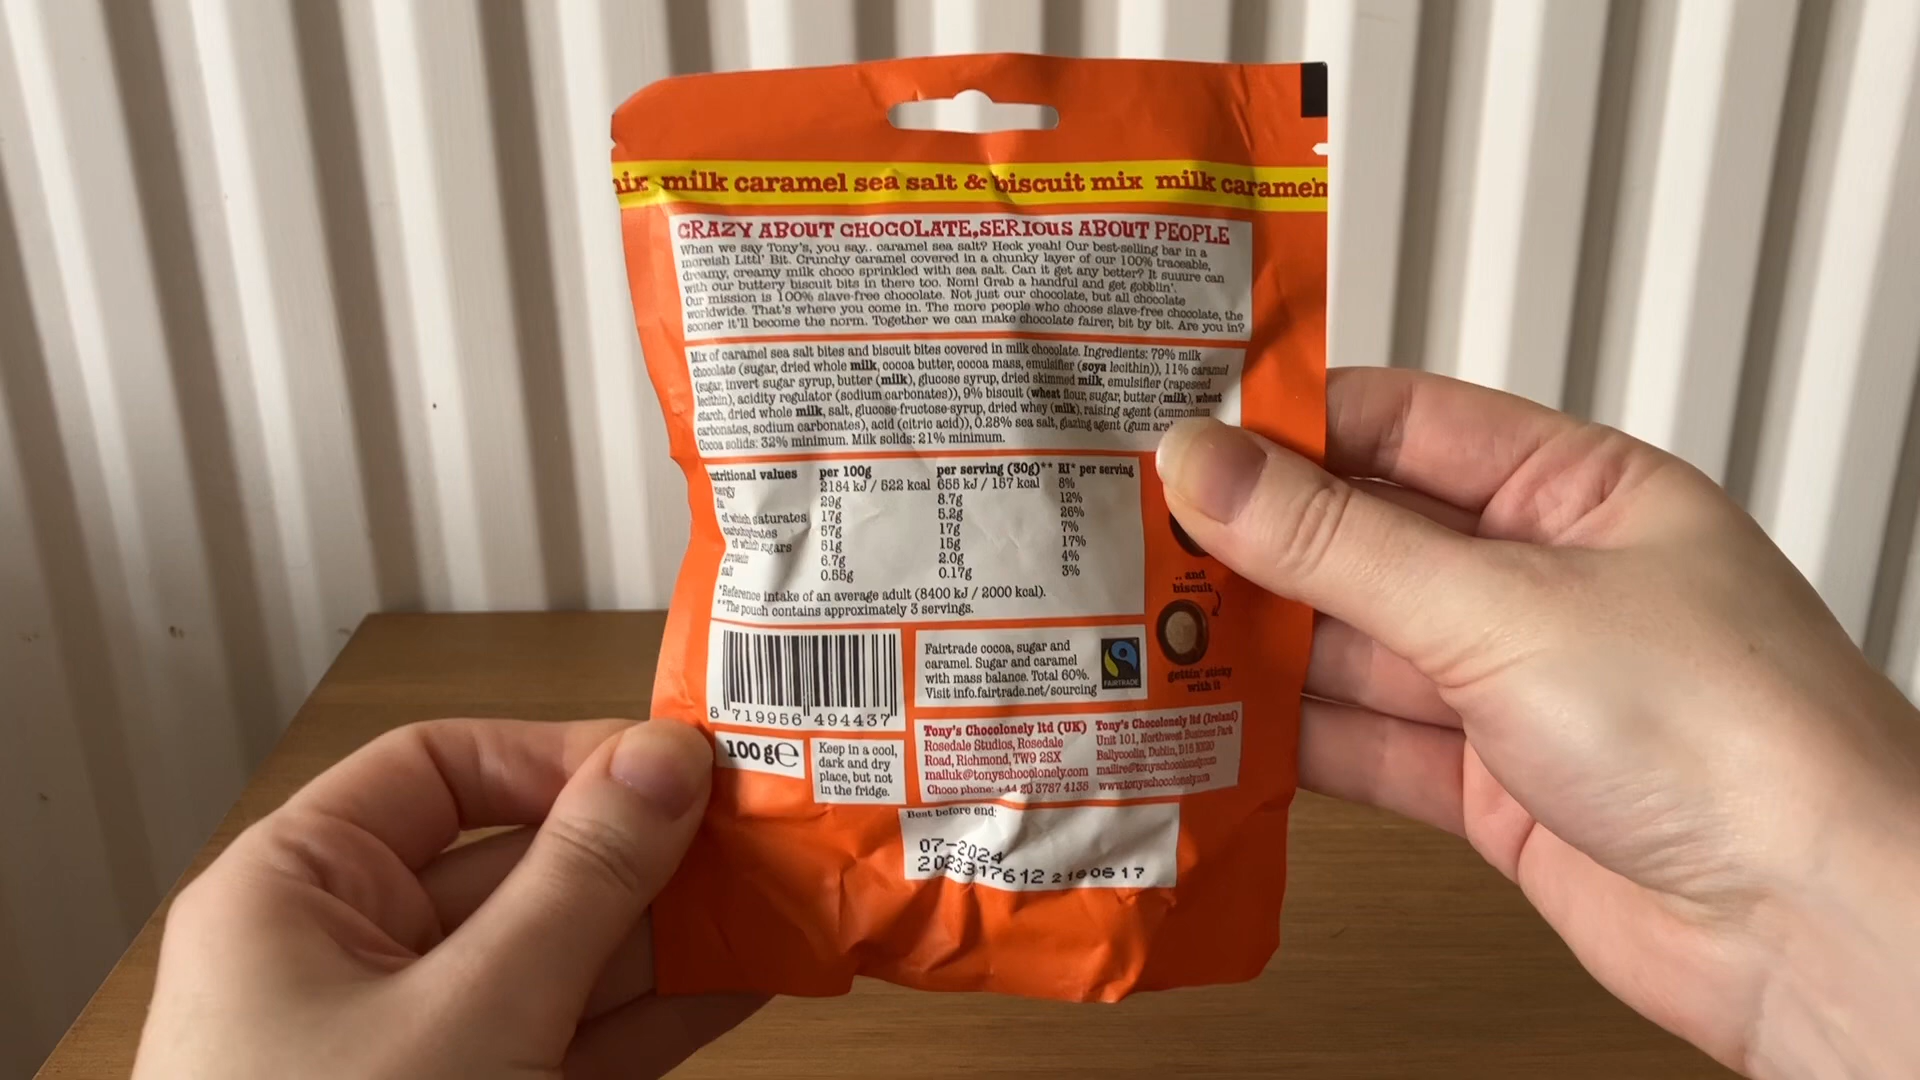 mix milk caramel sea salt & biscuit mix milk caramel
CRAZY ABOUT CHOCOLATE, SERIOUS ABOUT PEOPLE
When we say Tony's, you say.. caramel sea salt? Heck yeah! Our best-selling bar in a
moreish Littl' Bit. Crunchy caramel covered in a chunky layer of our 100% traceable,
dreamy, creamy milk choco sprinkled with sea salt. Can it get any better? It suuure can
with our buttery biscuit bits in there too. Nom! Grab a handful and get gobblin'.
Our mission is 100% slave-free chocolate. Not just our chocolate, but all chocolate
worldwide. That's where you come in. The more people who choose slave-free chocolate, the
sooner it'll become the norm. Together we can make chocolate fairer, bit by bit. Are you in?
Mix of caramel sea salt bites and biscuit bites covered in milk chocolate. Ingredients: 79% milk
chocolate (sugar, dried whole milk, cocoa butter, cocoa mass, emulsifier (soya lecithin)), 11% caramel
(sugar, invert sugar syrup, butter (milk), glucose syrup, dried skimmed milk, emulsifier (rapeseed
lecithin), acidity regulator (sodium carbonates)), 9% biscuit (wheat flour, sugar, butter (milk), wheat
starch, dried whole milk, salt, glucose-fructose-syrup, dried whey (milk), raising agent (ammonium
carbonates, sodium carbonates), acid (citric acid)), 0.28% sea salt, glazing agent (gum
Cocoa solids: 32% minimum. Milk solids: 21% minimum.
nutritional values per 100g per serving (30g)** RI* per serving
energy 2184 kJ / 522 kcal 655 kJ / 157 kcal 8%
fat 29g 8.7g 12%
of which saturates 17g 5.2g 26%
carbohydrates 57g 17g 7%
of which sugars 51g 15g 17%
protein 6.7g 2.0g 4%
salt 0.55g 0.17g 3%
*Reference intake of an average adult (8400 kJ / 2000 kcal).
**The pouch contains approximately 3 servings.
.. and
biscuit
gettin' sticky
with it
8 719956 494437
Fairtrade cocoa, sugar and
caramel. Sugar and caramel
with mass balance. Total 60%.
Visit info.fairtrade.net/sourcing
FAIRTRADE
100 g e
Keep in a cool,
dark and dry
place, but not
in the fridge.
Tony's Chocolonely ltd (UK)
Rosedale Studios, Rosedale
Road, Richmond, TW9 2SX
mailuk@tonyschocolonely.com
Choco phone: +44 20 3787 4135
Tony's Chocolonely ltd (Ireland)
Unit 101, Northwest Business Park
Ballycoolin, Dublin, D15
mailire@tonyschocolonely.com
www.tonyschocolonely.com
Best before end:
07-2024